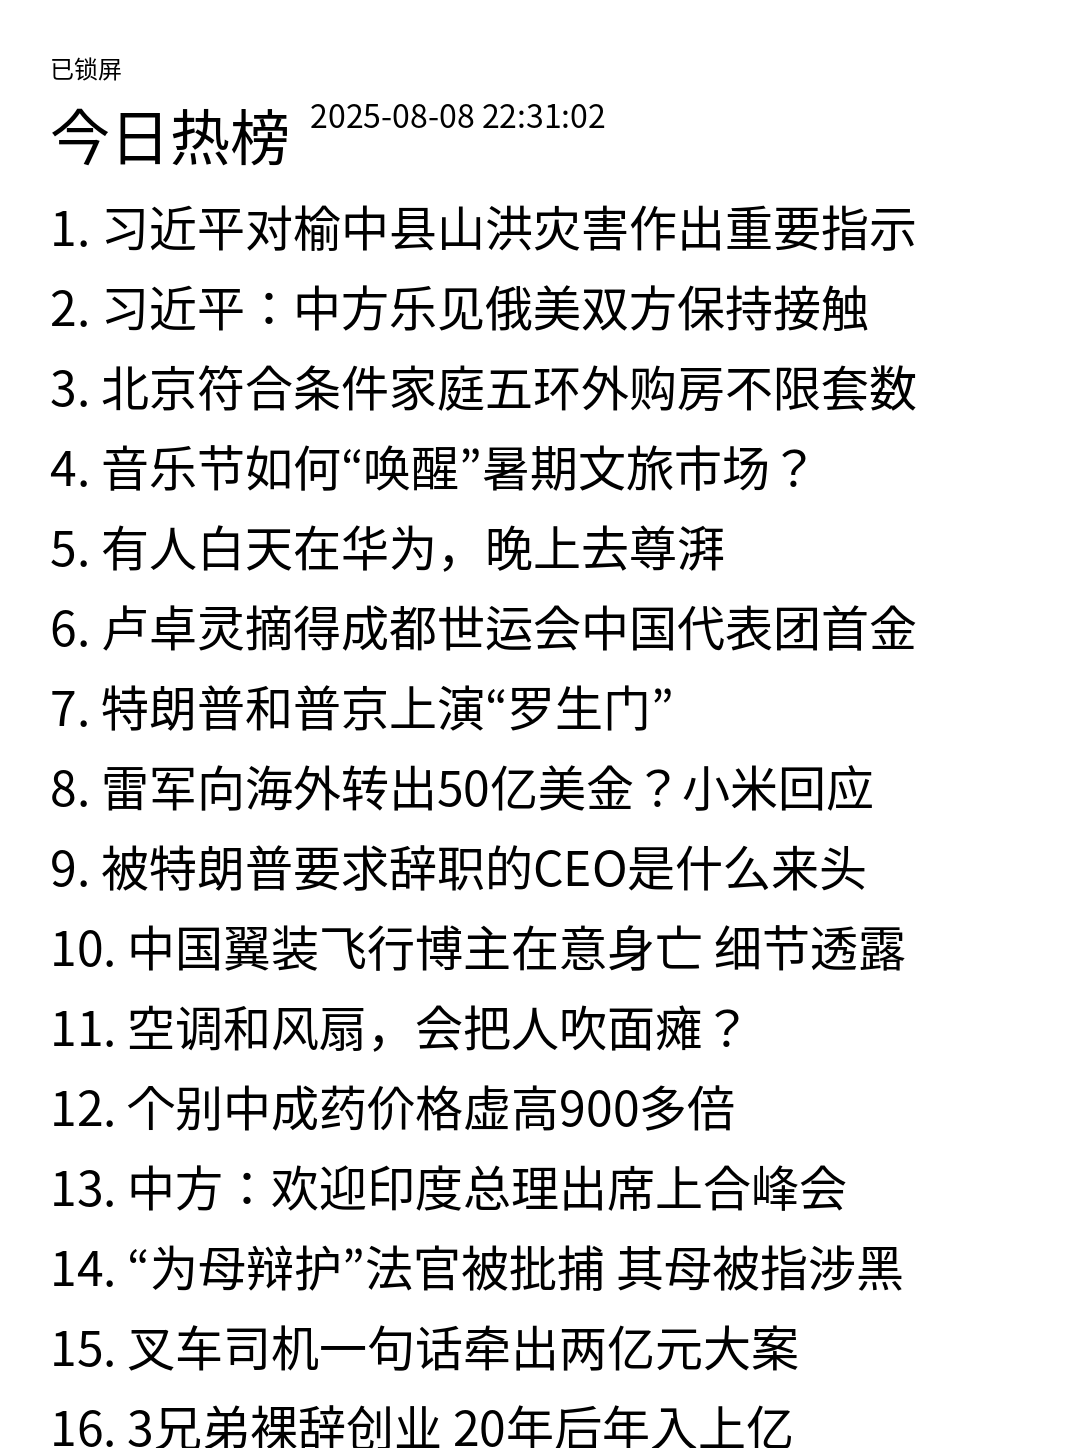 已锁屏
今日热榜 2025-08-08 22:31:02
1. 习近平对榆中县山洪灾害作出重要指示
2. 习近平：中方乐见俄美双方保持接触
3. 北京符合条件家庭五环外购房不限套数
4. 音乐节如何“唤醒”暑期文旅市场？
5. 有人白天在华为，晚上去尊湃
6. 卢卓灵摘得成都世运会中国代表团首金
7. 特朗普和普京上演“罗生门”
8. 雷军向海外转出50亿美金？小米回应
9. 被特朗普要求辞职的CEO是什么来头
10. 中国翼装飞行博主在意身亡 细节透露
11. 空调和风扇，会把人吹面瘫？
12. 个别中成药价格虚高900多倍
13. 中方：欢迎印度总理出席上合峰会
14. “为母辩护”法官被批捕 其母被指涉黑
15. 叉车司机一句话牵出两亿元大案
16. 3兄弟裸辞创业 20年后年入上亿